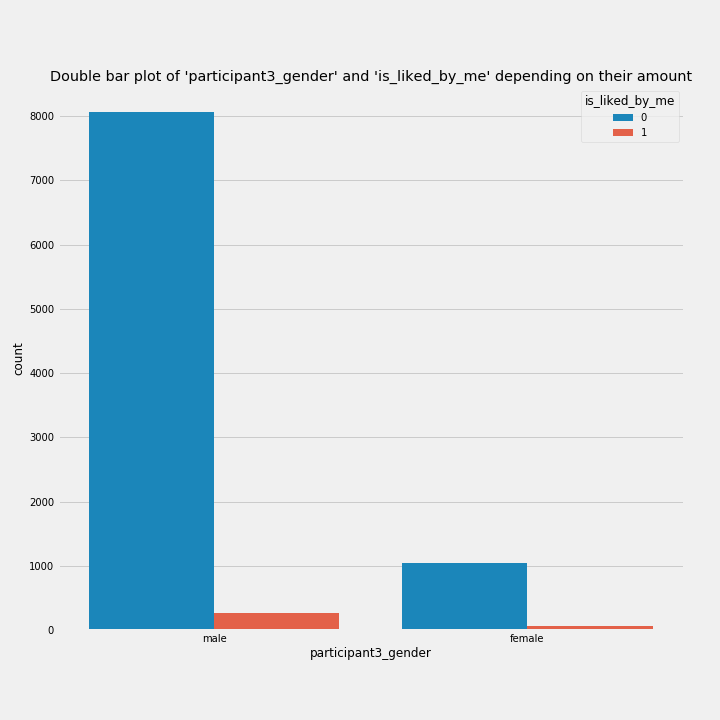 Double bar plot of 'participant3_gender' and 'is_liked_by_me' depending on their amount
is_liked_by_me
0
1
8000
7000
6000
5000
4000
3000
2000
1000
0
count
male
female
participant3_gender